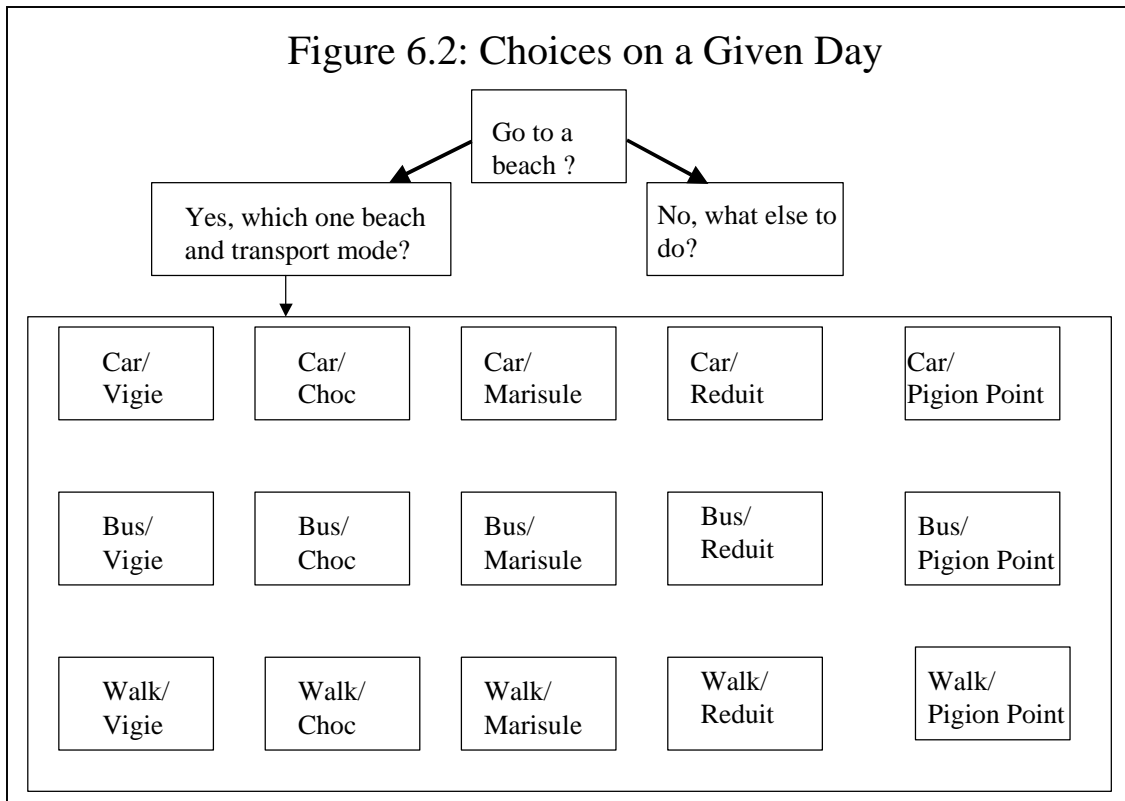 Figure 6.2: Choices on a Given Day
Go to a
beach ?
Yes, which one beach
and transport mode?
No, what else to
do?
Car/
Vigie
Car/
Choc
Car/
Marisule
Car/
Reduit
Car/
Pigion Point
Bus/
Vigie
Bus/
Choc
Bus/
Marisule
Bus/
Reduit
Bus/
Pigion Point
Walk/
Vigie
Walk/
Choc
Walk/
Marisule
Walk/
Reduit
Walk/
Pigion Point